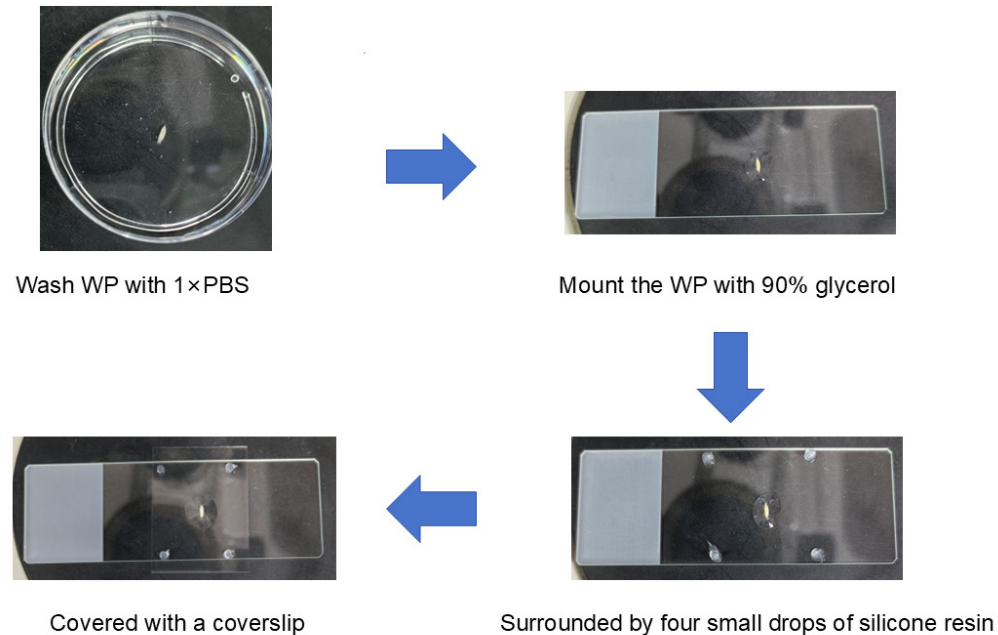 Wash WP with 1×PBS
Mount the WP with 90% glycerol
Surrounded by four small drops of silicone resin
Covered with a coverslip